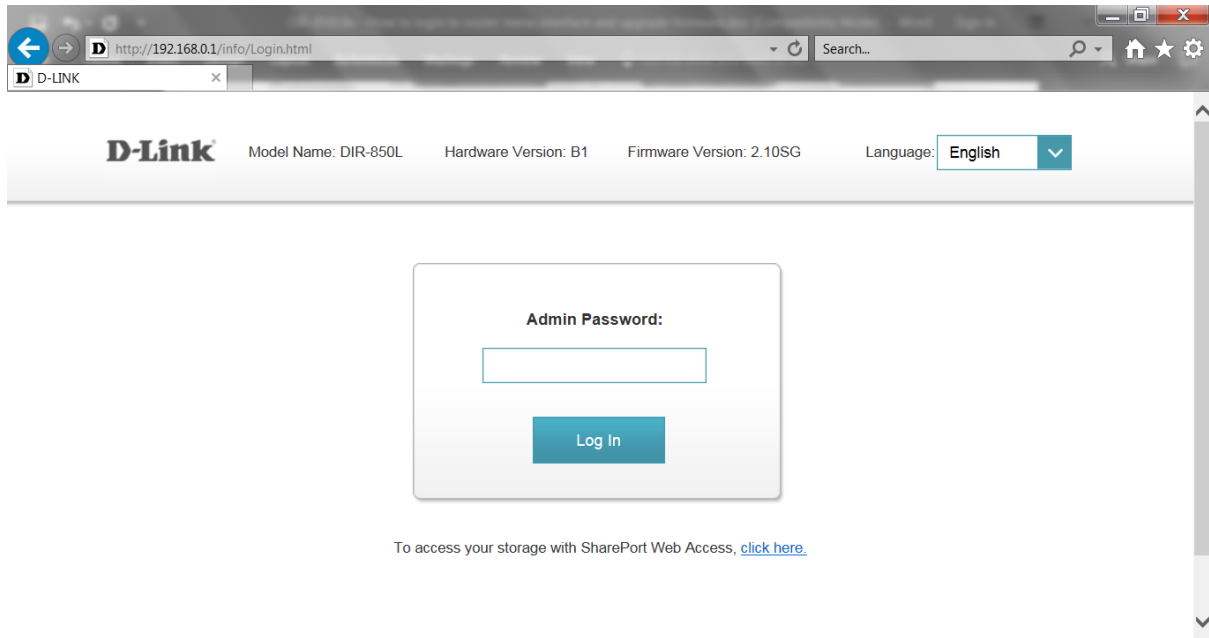 http://192.168.0.1/info/Login.html
Search...
D-LINK
D-Link Model Name: DIR-850L Hardware Version: B1 Firmware Version: 2.10SG Language: English
Admin Password:
Log In
To access your storage with SharePort Web Access, click here.